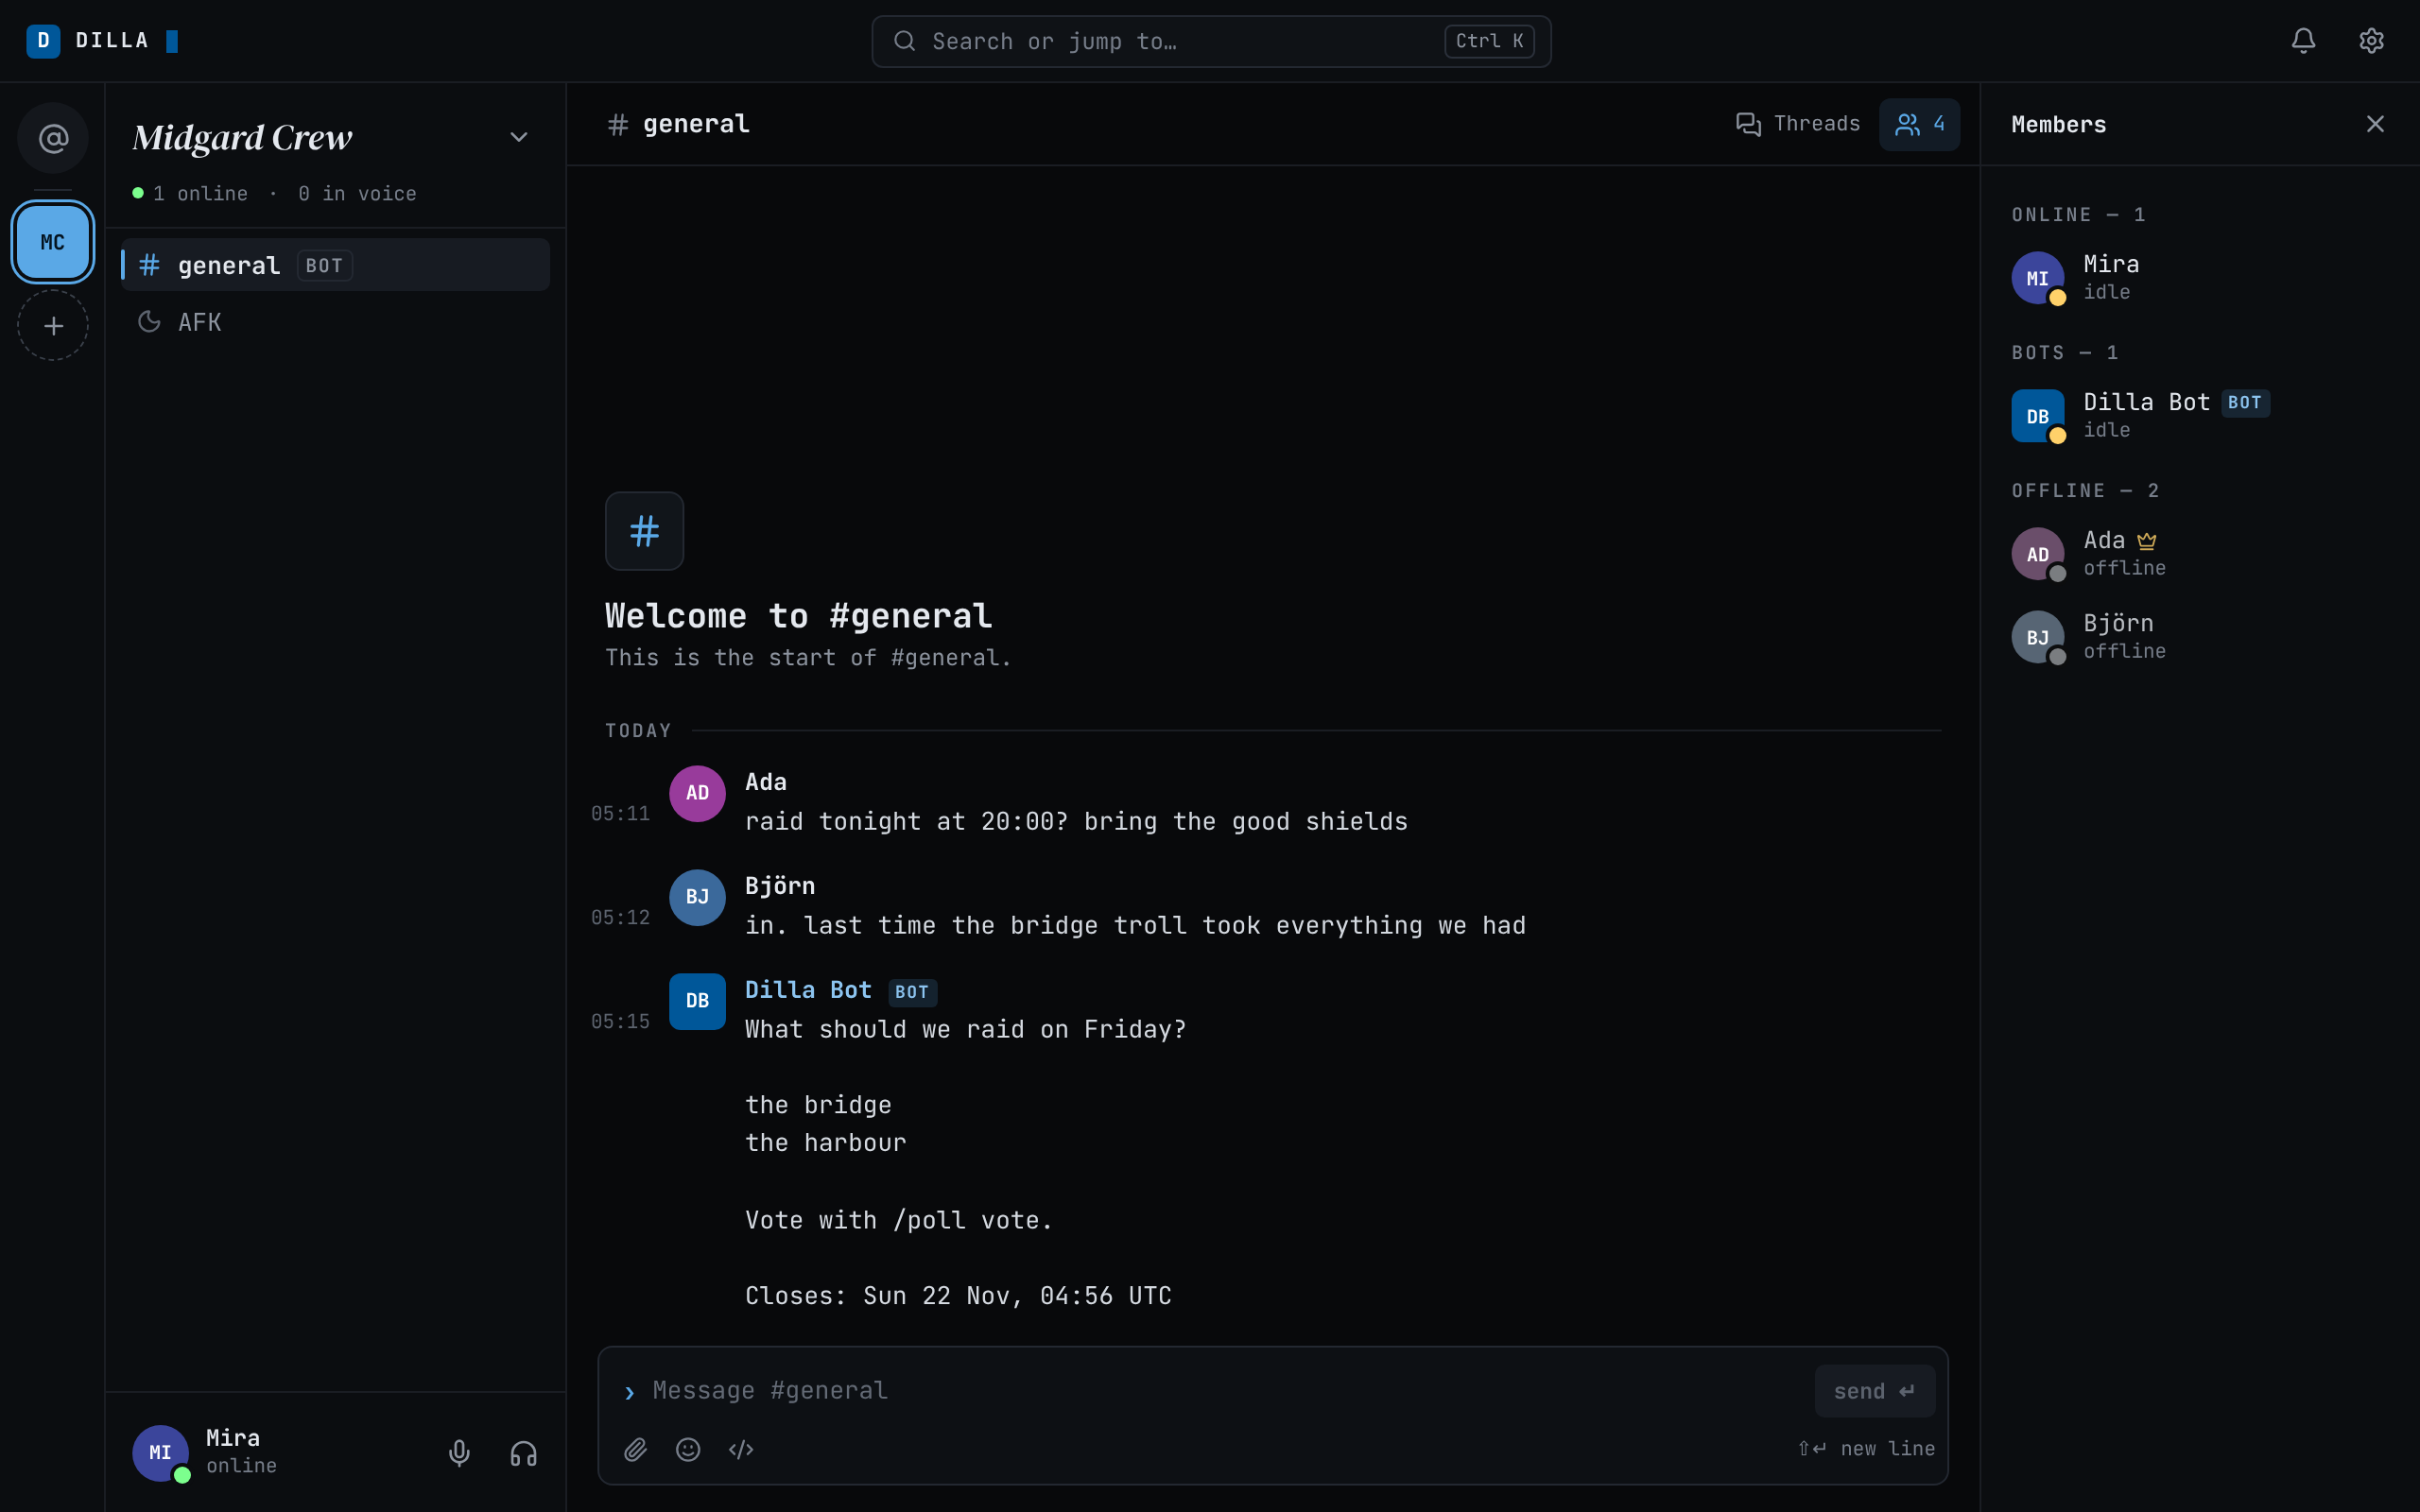 D DILLA
Search or jump to…
Ctrl K
@
MC
+
Midgard Crew
1 online · 0 in voice
# general BOT
AFK
Mira
MI
online
# general
Threads
4
#
Welcome to #general
This is the start of #general.
TODAY
AD
Ada
05:11
raid tonight at 20:00? bring the good shields
BJ
Björn
05:12
in. last time the bridge troll took everything we had
DB
Dilla Bot BOT
05:15
What should we raid on Friday?
the bridge
the harbour
Vote with /poll vote.
Closes: Sun 22 Nov, 04:56 UTC
› Message #general
send ↵
⇧↵ new line
Members
ONLINE — 1
MI
Mira
idle
BOTS — 1
DB
Dilla Bot BOT
idle
OFFLINE — 2
AD
Ada
offline
BJ
Björn
offline